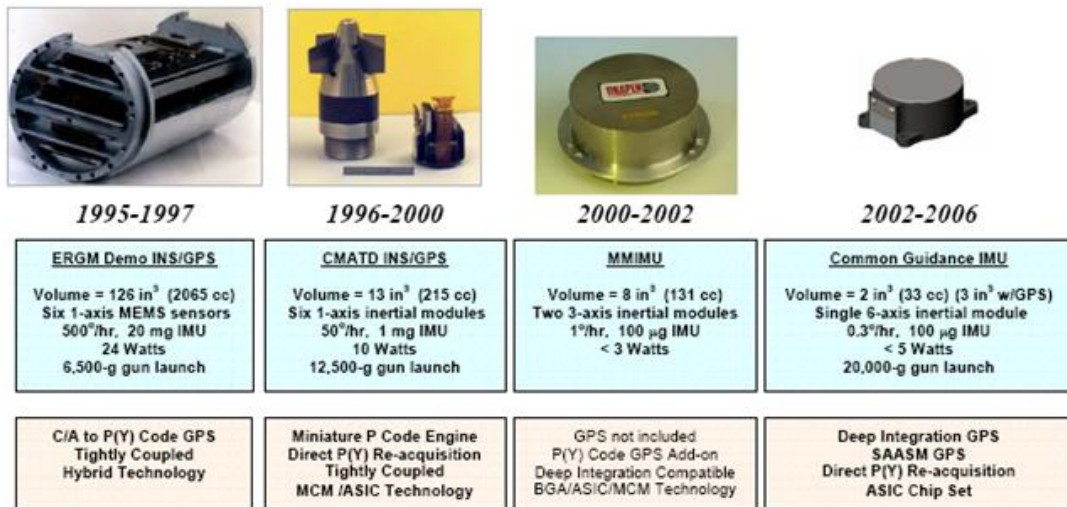 DRAPER
1995-1997
1996-2000
2000-2002
2002-2006
ERGM Demo INS/GPS
Volume = 126 in³ (2065 cc)
Six 1-axis MEMS sensors
500°/hr, 20 mg IMU
24 Watts
6,500-g gun launch
CMATD INS/GPS
Volume = 13 in³ (215 cc)
Six 1-axis inertial modules
50°/hr, 1 mg IMU
10 Watts
12,500-g gun launch
MMIMU
Volume = 8 in³ (131 cc)
Two 3-axis inertial modules
1°/hr, 100 µg IMU
< 3 Watts
Common Guidance IMU
Volume = 2 in³ (33 cc) (3 in³ w/GPS)
Single 6-axis inertial module
0.3°/hr, 100 µg IMU
< 5 Watts
20,000-g gun launch
C/A to P(Y) Code GPS
Tightly Coupled
Hybrid Technology
Miniature P Code Engine
Direct P(Y) Re-acquisition
Tightly Coupled
MCM /ASIC Technology
GPS not included
P(Y) Code GPS Add-on
Deep Integration Compatible
BGA/ASIC/MCM Technology
Deep Integration GPS
SAASM GPS
Direct P(Y) Re-acquisition
ASIC Chip Set